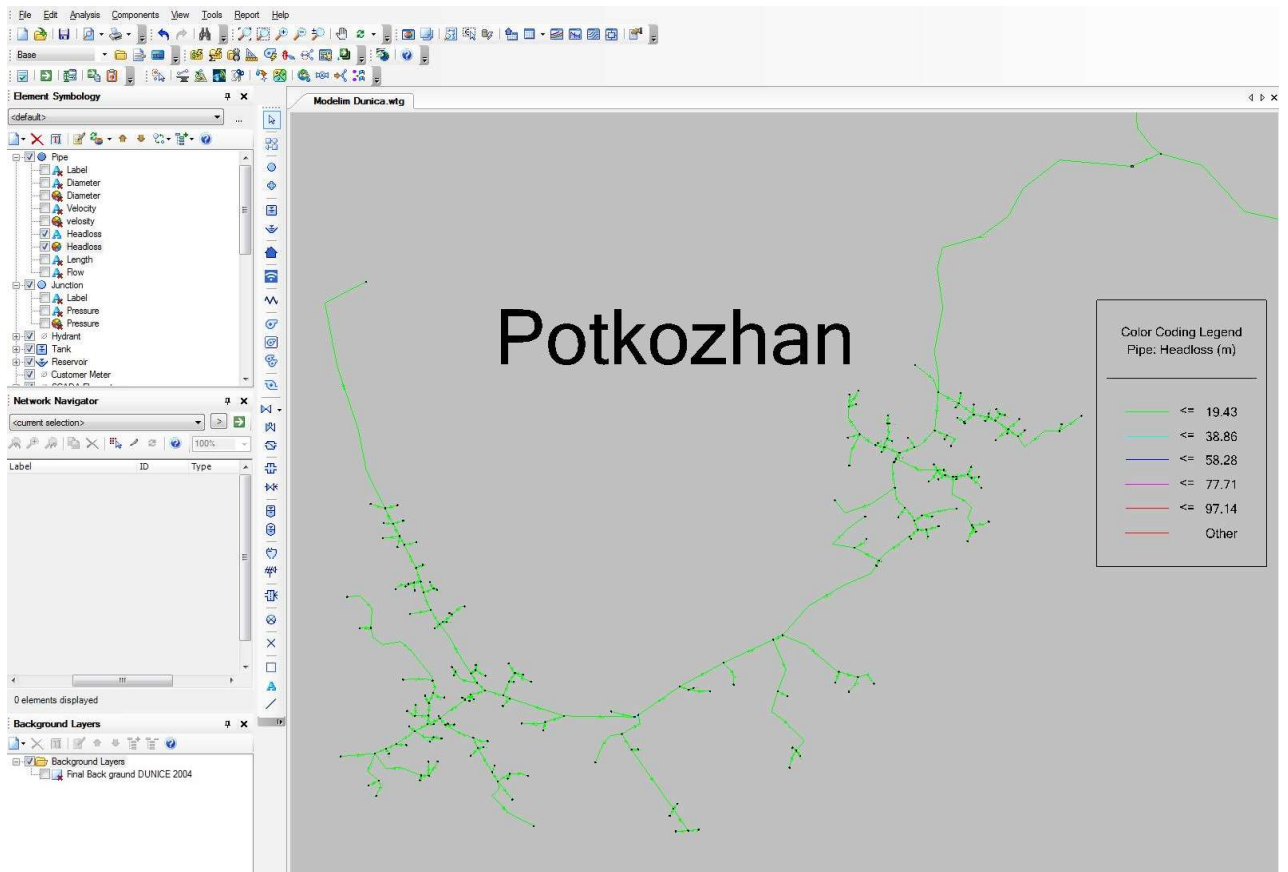 File Edit Analysis Components View Tools Report Help
Base
Element Symbology
<default>
...
Pipe
Label
Diameter
Diameter
Velocity
velosity
Headloss
Headloss
Length
Flow
Junction
Label
Pressure
Pressure
Hydrant
Tank
Reservoir
Customer Meter
Network Navigator
<current selection>
>
100%
Label ID Type
0 elements displayed
Background Layers
Background Layers
Final Back graund DUNICE 2004
Modelim Dunica.wtg
Potkozhan
Color Coding Legend
Pipe: Headloss (m)
<= 19.43
<= 38.86
<= 58.28
<= 77.71
<= 97.14
Other